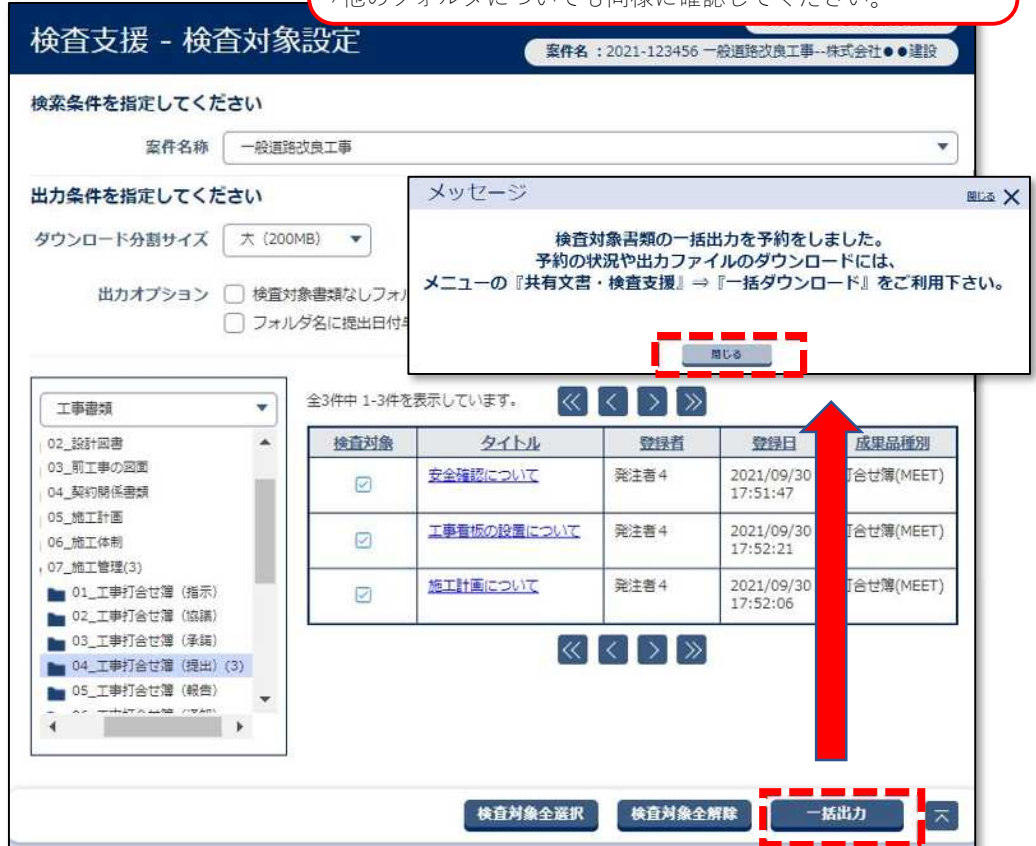 他のフォルダについても同様に確認してください。
検査支援 - 検査対象設定
案件名 ：2021-123456 一般道路改良工事--株式会社●●建設
検索条件を指定してください
案件名称 一般道路改良工事
出力条件を指定してください
ダウンロード分割サイズ 大（200MB）
出力オプション 検査対象書類なしフォル
フォルダ名に提出日付
メッセージ
閉じる
検査対象書類の一括出力を予約をしました。
予約の状況や出力ファイルのダウンロードには、
メニューの『共有文書・検査支援』⇒『一括ダウンロード』をご利用下さい。
閉じる
工事書類
02_設計図書
03_前工事の図面
04_契約関係書類
05_施工計画
06_施工体制
07_施工管理(3)
01_工事打合せ簿（指示）
02_工事打合せ簿（協議）
03_工事打合せ簿（承諾）
04_工事打合せ簿（提出）(3)
05_工事打合せ簿（報告）
全3件中 1-3件を表示しています。
検査対象 タイトル 登録者 登録日 成果品種別
安全確認について 発注者4 2021/09/30 合せ簿(MEET)
17:51:47
工事看板の設置について 発注者4 2021/09/30 合せ簿(MEET)
17:52:21
施工計画について 発注者4 2021/09/30 合せ簿(MEET)
17:52:06
検査対象全選択 検査対象全解除 一括出力